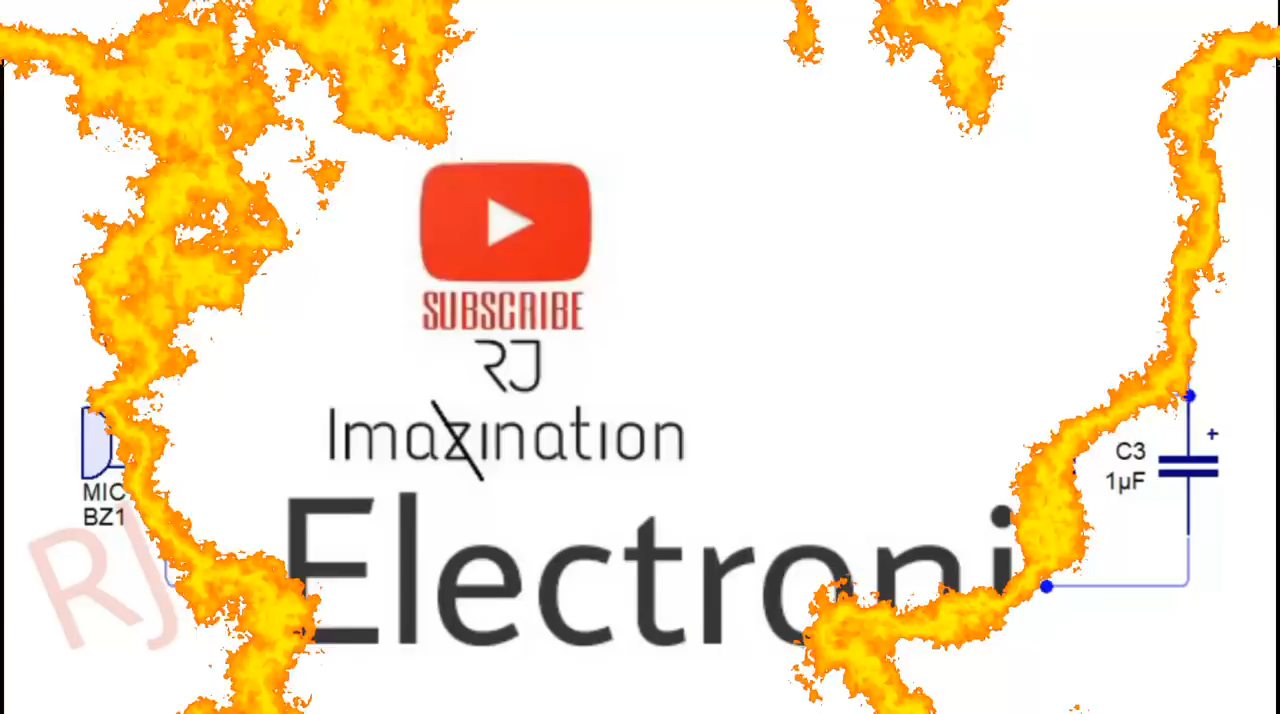 SUBSCRIBE
RJ
Imazination
Electroni
MIC
BZ1
RJ
+
C3
1µF